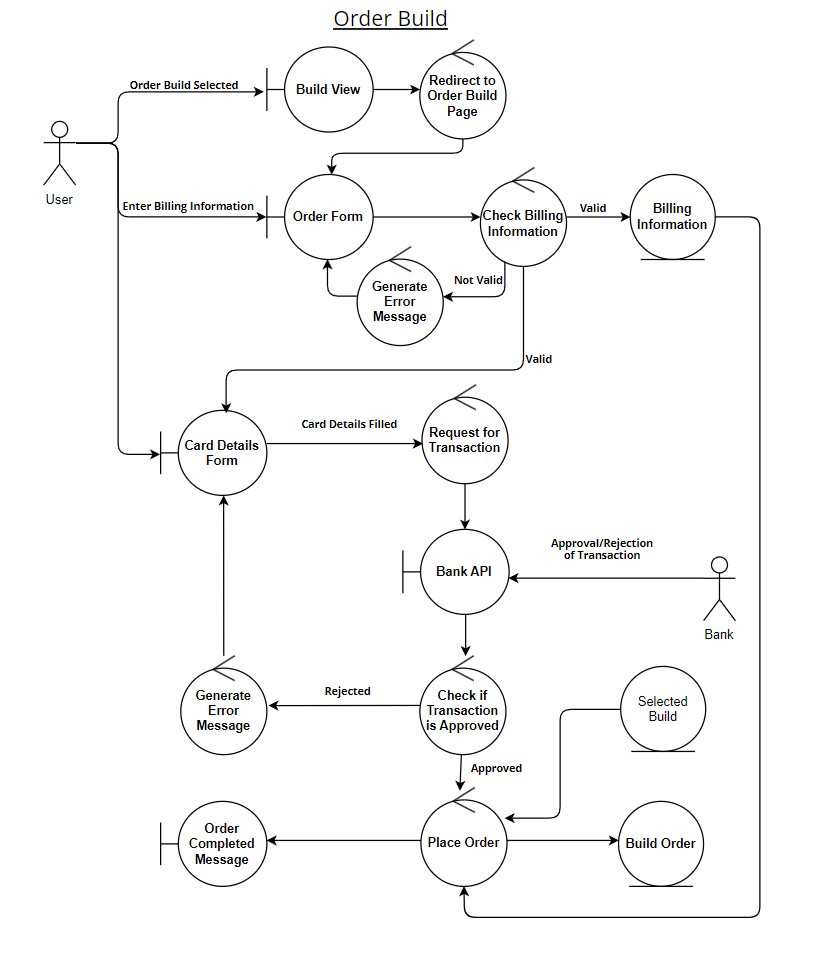 Order Build
Order Build Selected
Build View
Redirect to
Order Build
Page
User
Enter Billing Information
Order Form
Check Billing
Information
Valid
Billing
Information
Not Valid
Generate
Error
Message
Valid
Card Details
Form
Card Details Filled
Request for
Transaction
Bank API
Approval/Rejection
of Transaction
Bank
Generate
Error
Message
Rejected
Check if
Transaction
is Approved
Selected
Build
Approved
Order
Completed
Message
Place Order
Build Order